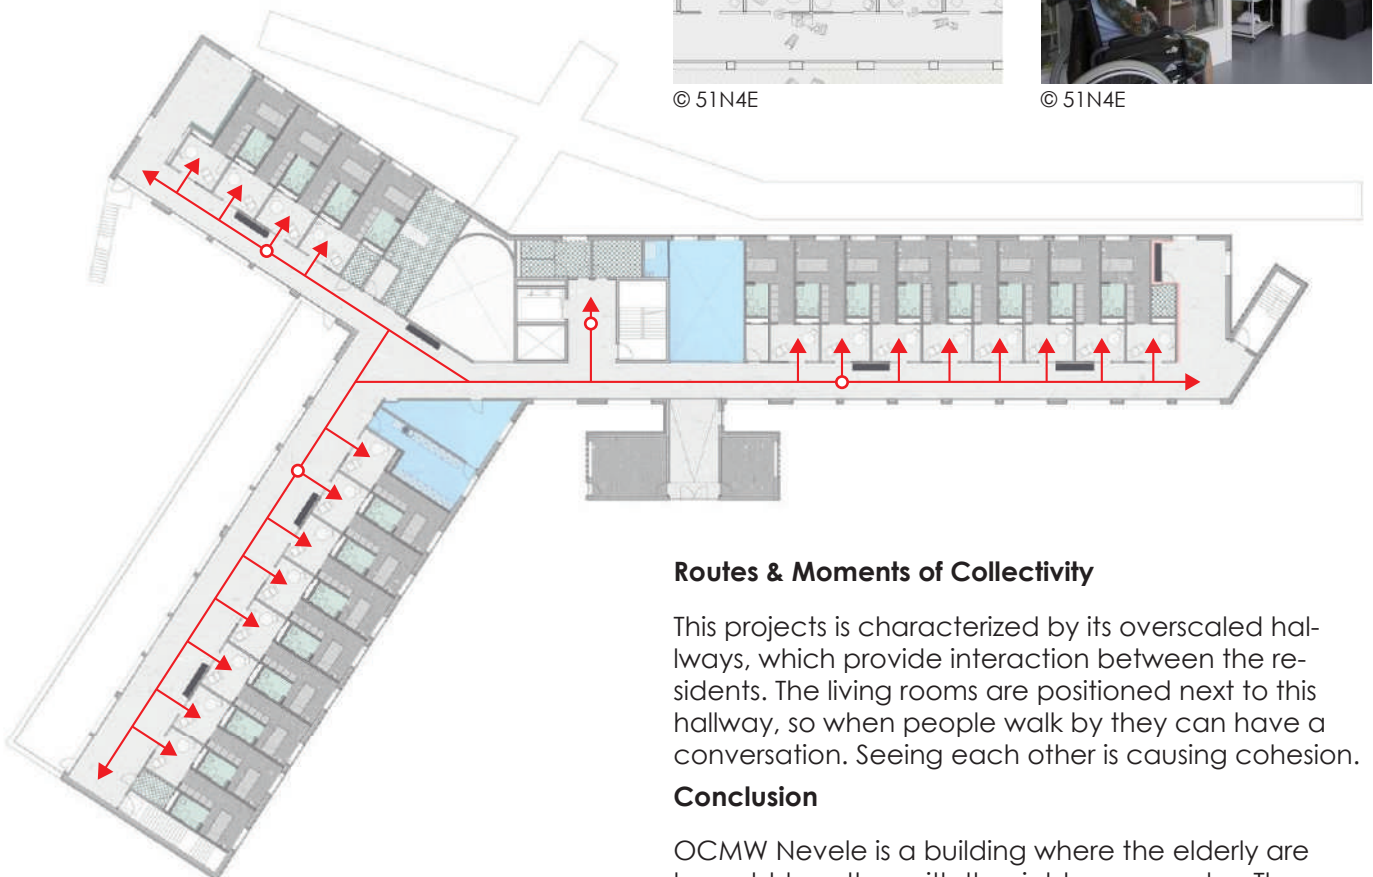 © 51N4E
© 51N4E
Routes & Moments of Collectivity
This projects is characterized by its overscaled hal-
lways, which provide interaction between the re-
sidents. The living rooms are positioned next to this
hallway, so when people walk by they can have a
conversation. Seeing each other is causing cohesion.
Conclusion
OCMW Nevele is a building where the elderly are